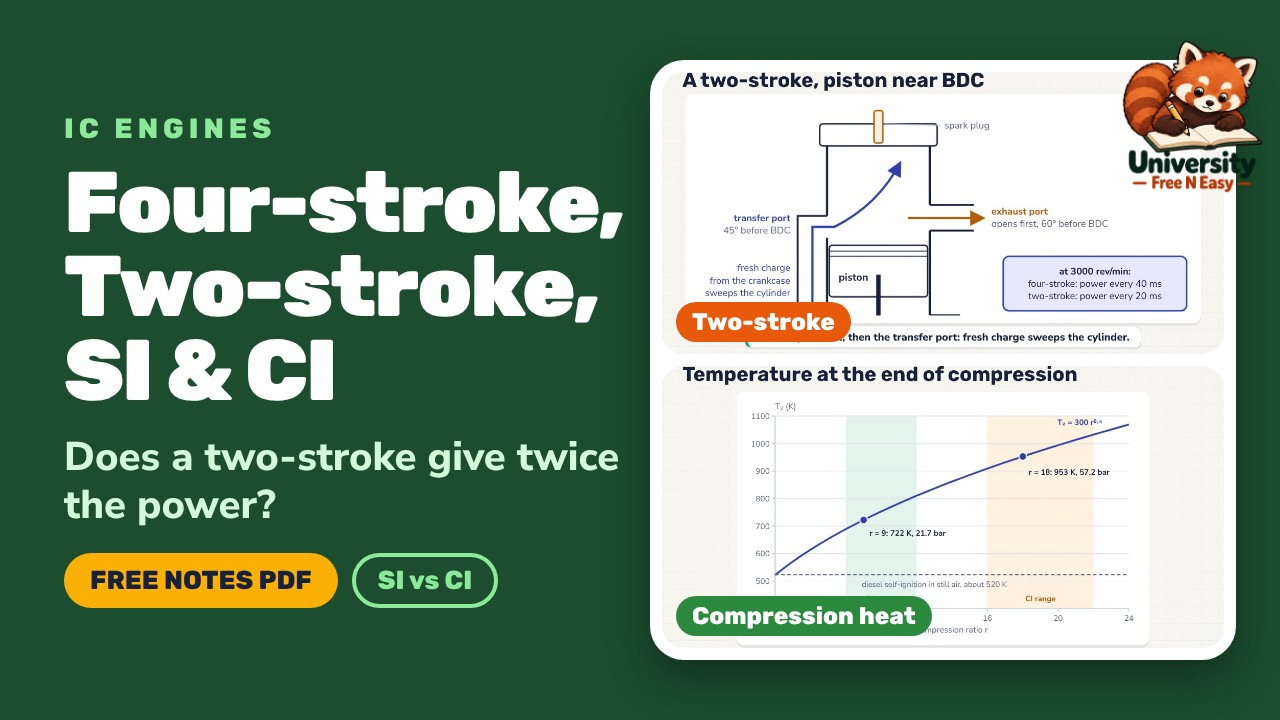 IC ENGINES
Four-stroke,
Two-stroke,
SI & CI
Does a two-stroke give twice
the power?
FREE NOTES PDF
SI vs CI
A two-stroke, piston near BDC
spark plug
transfer port
45° before BDC
exhaust port
opens first, 60° before BDC
fresh charge
from the crankcase
sweeps the cylinder
piston
at 3000 rev/min:
four-stroke: power every 40 ms
two-stroke: power every 20 ms
Two-stroke
, then the transfer port: fresh charge sweeps the cylinder.
University
Free N Easy
Temperature at the end of compression
T₂ (K)
1100
1000
900
800
700
600
500
T₂ = 300 r⁰·⁴
r = 18: 953 K, 57.2 bar
r = 9: 722 K, 21.7 bar
diesel self-ignition in still air, about 520 K
CI range
16
20
24
Compression heat
mpression ratio r